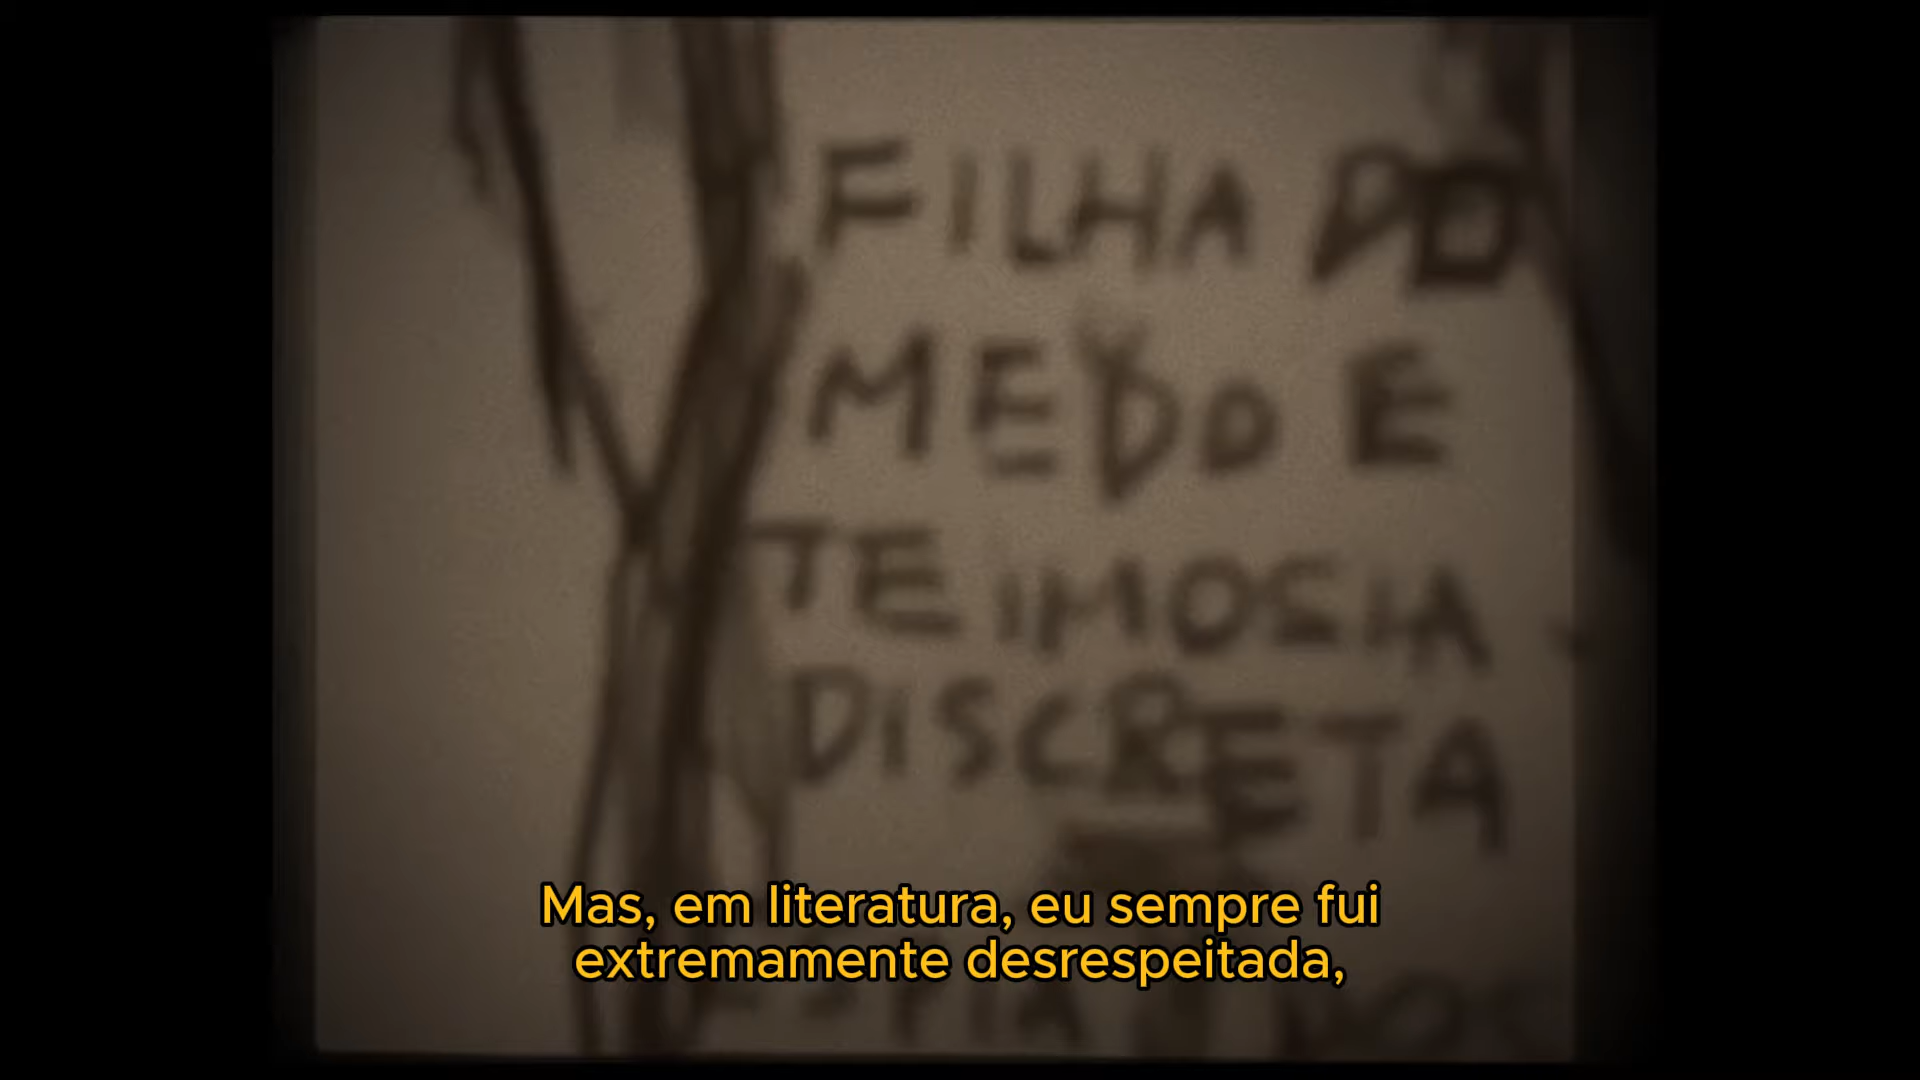 FILHA DO
MEDO E
TEIMOSIA
DISCRETA
Mas, em literatura, eu sempre fui
extremamente desrespeitada,